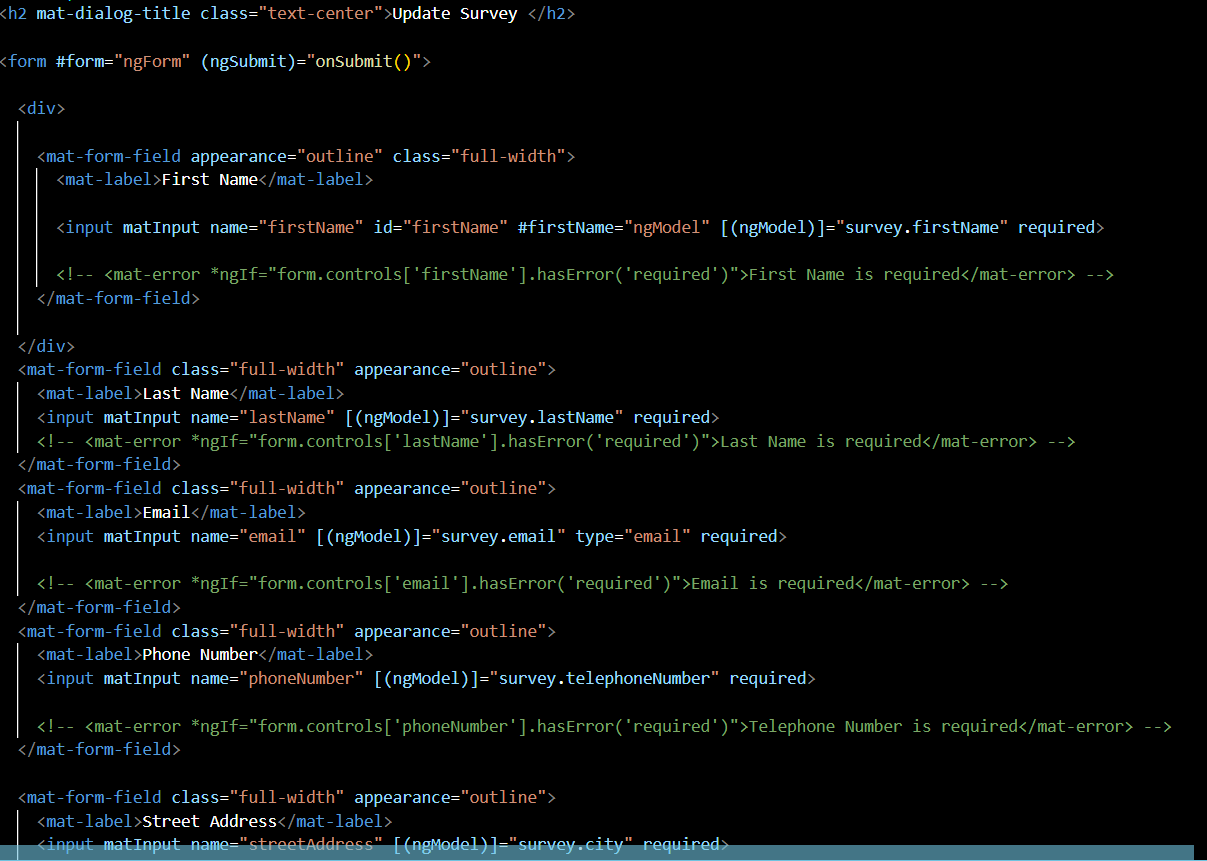 <h2 mat-dialog-title class="text-center">Update Survey </h2>
<form #form="ngForm" (ngSubmit)="onSubmit()">
<div>
<mat-form-field appearance="outline" class="full-width">
<mat-label>First Name</mat-label>
<input matInput name="firstName" id="firstName" #firstName="ngModel" [(ngModel)]="survey.firstName" required>
<!-- <mat-error *ngIf="form.controls['firstName'].hasError('required')">First Name is required</mat-error> -->
</mat-form-field>
</div>
<mat-form-field class="full-width" appearance="outline">
<mat-label>Last Name</mat-label>
<input matInput name="lastName" [(ngModel)]="survey.lastName" required>
<!-- <mat-error *ngIf="form.controls['lastName'].hasError('required')">Last Name is required</mat-error> -->
</mat-form-field>
<mat-form-field class="full-width" appearance="outline">
<mat-label>Email</mat-label>
<input matInput name="email" [(ngModel)]="survey.email" type="email" required>
<!-- <mat-error *ngIf="form.controls['email'].hasError('required')">Email is required</mat-error> -->
</mat-form-field>
<mat-form-field class="full-width" appearance="outline">
<mat-label>Phone Number</mat-label>
<input matInput name="phoneNumber" [(ngModel)]="survey.telephoneNumber" required>
<!-- <mat-error *ngIf="form.controls['phoneNumber'].hasError('required')">Telephone Number is required</mat-error> -->
</mat-form-field>
<mat-form-field class="full-width" appearance="outline">
<mat-label>Street Address</mat-label>
<input matInput name="streetAddress" [(ngModel)]="survey.city" required>